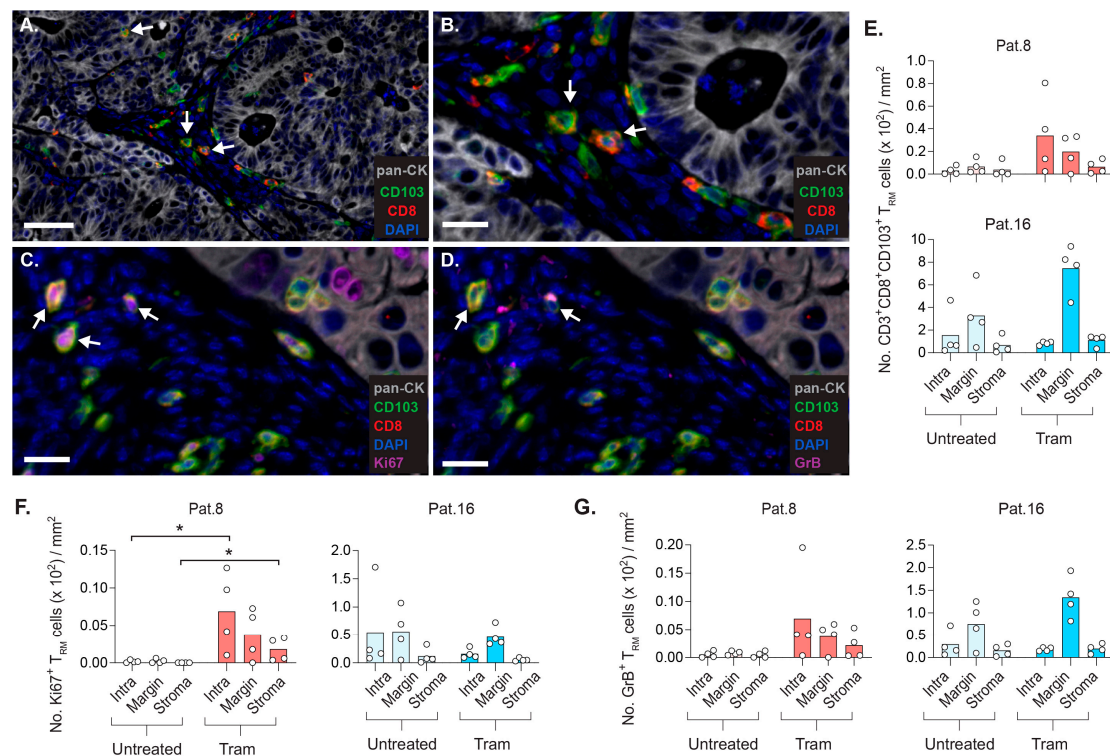 A.
pan-CK
CD103
CD8
DAPI
B.
pan-CK
CD103
CD8
DAPI
C.
pan-CK
CD103
CD8
DAPI
Ki67
D.
pan-CK
CD103
CD8
DAPI
GrB
E.
No. CD3⁺CD8⁺CD103⁺ T_RM cells (x 10²) / mm²
Pat.8
1.0
0.8
0.6
0.4
0.2
0.0
Pat.16
10
8
6
4
2
0
Intra
Margin
Stroma
Intra
Margin
Stroma
Untreated
Tram
F.
No. Ki67⁺ T_RM cells (x 10²) / mm²
Pat.8
0.15
0.10
0.05
0.00
*
*
Intra
Margin
Stroma
Intra
Margin
Stroma
Untreated
Tram
Pat.16
2.0
1.5
1.0
0.5
0.0
Intra
Margin
Stroma
Intra
Margin
Stroma
Untreated
Tram
G.
No. GrB⁺ T_RM cells (x 10²) / mm²
Pat.8
0.20
0.15
0.10
0.05
0.00
Intra
Margin
Stroma
Intra
Margin
Stroma
Untreated
Tram
Pat.16
2.5
2.0
1.5
1.0
0.5
0.0
Intra
Margin
Stroma
Intra
Margin
Stroma
Untreated
Tram